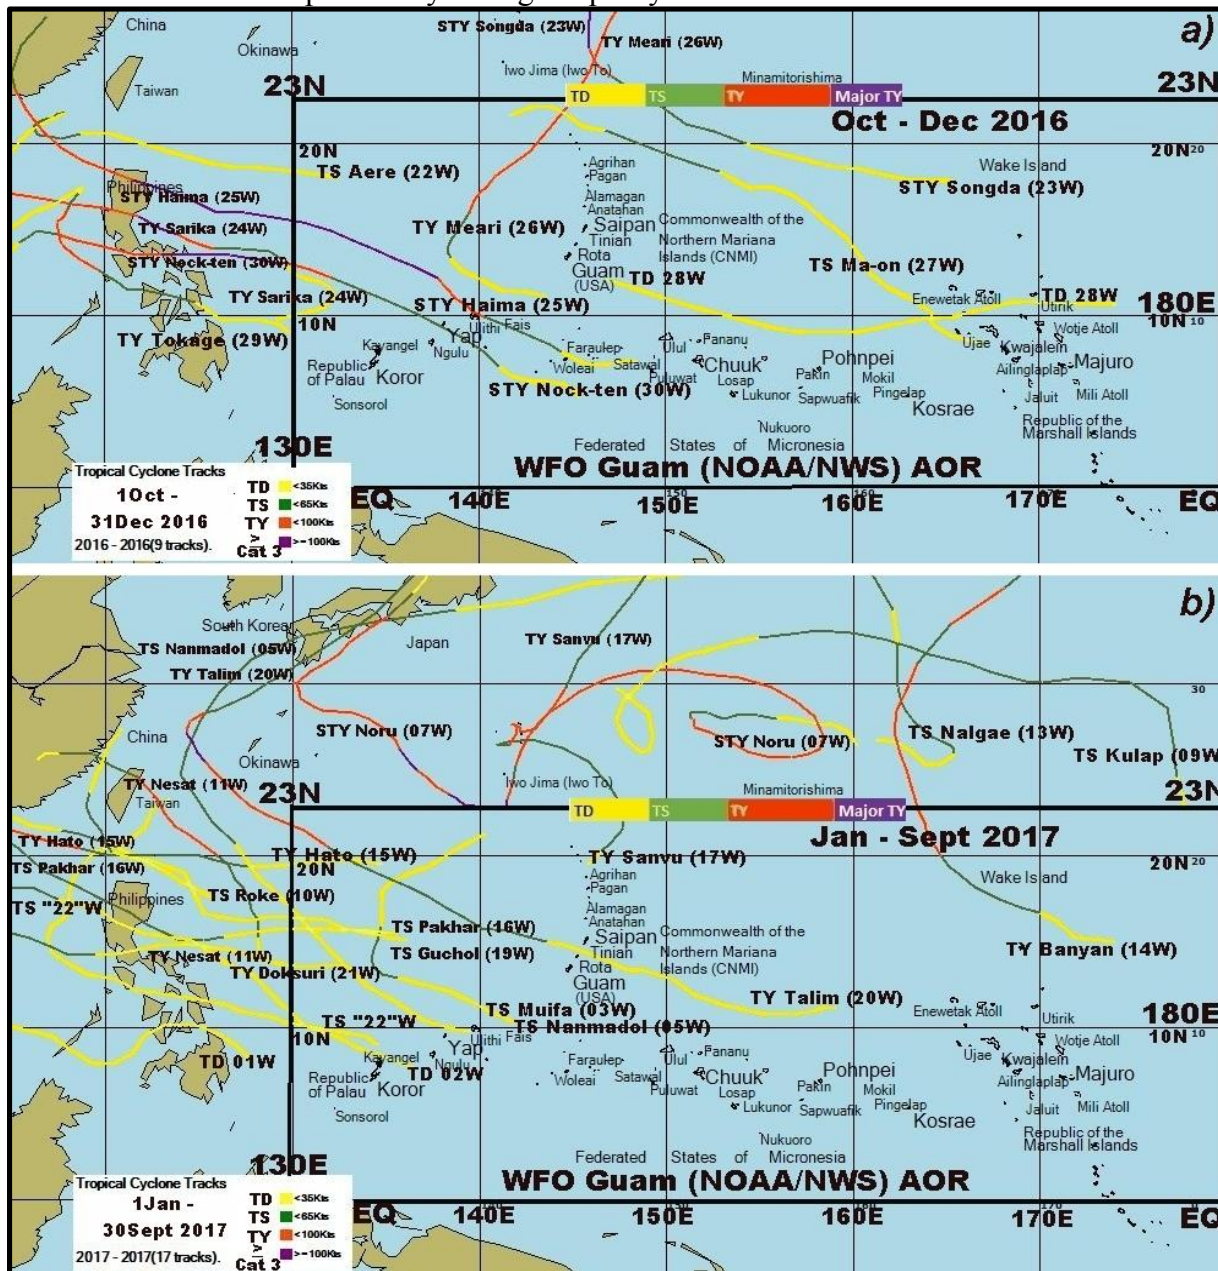 China
STY Songda (23W)
TY Meari (26W)
a)
Okinawa
Iwo Jima (Iwo To)
Minamitorishima
Taiwan
23N
TD TS TY Major TY
23N
Oct - Dec 2016
20N
20N 20
Wake Island
TS Aere (22W)
Agrihan
Pagan
STY Songda (23W)
Philippines
STY Haima (25W)
Alamagan
Anatahan
TY Sarika (24W)
TY Meari (26W)
Saipan
Commonwealth of the
Tinian
Northern Mariana
Rota
Islands (CNMI)
STY Nock-ten (30W)
Guam
(USA)
TD 28W
TS Ma-on (27W)
TY Sarika (24W)
STY Haima (25W)
Enewetak Atoll
TD 28W
180E
Utirik
10N
10N 10
TY Tokage (29W)
Yap
Ulithi
Fais
Wotje Atoll
Kayangel
Ngulu
Faraulep
Ulul
Pananu
Ujae
Kwajalein
Republic
of Palau
Koror
Woleai
Satawal
Chuuk
Pohnpei
Ailinglaplap
Majuro
Puluwat
Losap
Pakin
Mokil
STY Nock-ten (30W)
Lukunor
Sapwuafik
Pingelap
Jaluit
Mili Atoll
Sonsorol
Kosrae
Republic of the
Marshall Islands
Nukuoro
130E
Federated States of Micronesia
WFO Guam (NOAA/NWS) AOR
Tropical Cyclone Tracks
1Oct -
31Dec 2016
2016 - 2016(9 tracks).
TD <35Kts
TS <65Kts
TY <100Kts
Cat 3 >=100Kts
EQ
140E
150E
160E
170E
EQ
b)
South Korea
Japan
TY Sanvu (17W)
TS Nanmadol (05W)
TY Talim (20W)
30
China
STY Noru (07W)
STY Noru (07W)
TS Nalgae (13W)
TS Kulap (09W
Okinawa
TY Nesat (11W)
Iwo Jima (Iwo To)
Minamitorishima
Taiwan
23N
TD TS TY Major TY
23N
Jan - Sept 2017
TY Hato (15W)
TY Hato (15W)
TY Sanvu (17W)
20N
20N 20
TS Pakhar (16W)
Agrihan
Pagan
Wake Island
Philippines
TS Roke (10W)
TS "22"W
Alamagan
Anatahan
TS Pakhar (16W)
Saipan
Commonwealth of the
TY Nesat (11W)
TS Guchol (19W)
Tinian
Northern Mariana
TY Banyan (14W)
TY Doksuri (21W)
Rota
Islands (CNMI)
Guam
(USA)
TY Talim (20W)
TS Muifa (03W)
Enewetak Atoll
180E
TS "22"W
TS Nanmadol (05W)
Utirik
10N
10N 10
Yap
Ulithi
Fais
Wotje Atoll
TD 01W
Kayangel
Ngulu
TD 02W
Faraulep
Ulul
Pananu
Ujae
Kwajalein
Republic
of Palau
Koror
Woleai
Satawal
Chuuk
Pohnpei
Ailinglaplap
Majuro
Puluwat
Losap
Pakin
Mokil
Lukunor
Sapwuafik
Pingelap
Jaluit
Mili Atoll
Sonsorol
Kosrae
Republic of the
Marshall Islands
Nukuoro
130E
Federated States of Micronesia
WFO Guam (NOAA/NWS) AOR
Tropical Cyclone Tracks
1Jan -
30Sept 2017
2017 - 2017(17 tracks).
TD <35Kts
TS <65Kts
TY <100Kts
Cat 3 >=100Kts
EQ
140E
150E
160E
170E
EQ